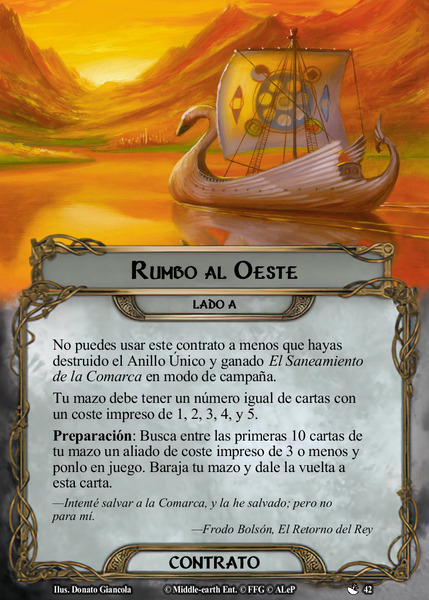 Rumbo al Oeste
LADO A
No puedes usar este contrato a menos que hayas
destruido el Anillo Único y ganado El Saneamiento
de la Comarca en modo de campaña.
Tu mazo debe tener un número igual de cartas con
un coste impreso de 1, 2, 3, 4, y 5.
Preparación: Busca entre las primeras 10 cartas de
tu mazo un aliado de coste impreso de 3 o menos y
ponlo en juego. Baraja tu mazo y dale la vuelta a
esta carta.
—Intenté salvar a la Comarca, y la he salvado; pero no
para mí.
—Frodo Bolsón, El Retorno del Rey
CONTRATO
Ilus. Donato Giancola © Middle-earth Ent. © FFG © ALeP 42